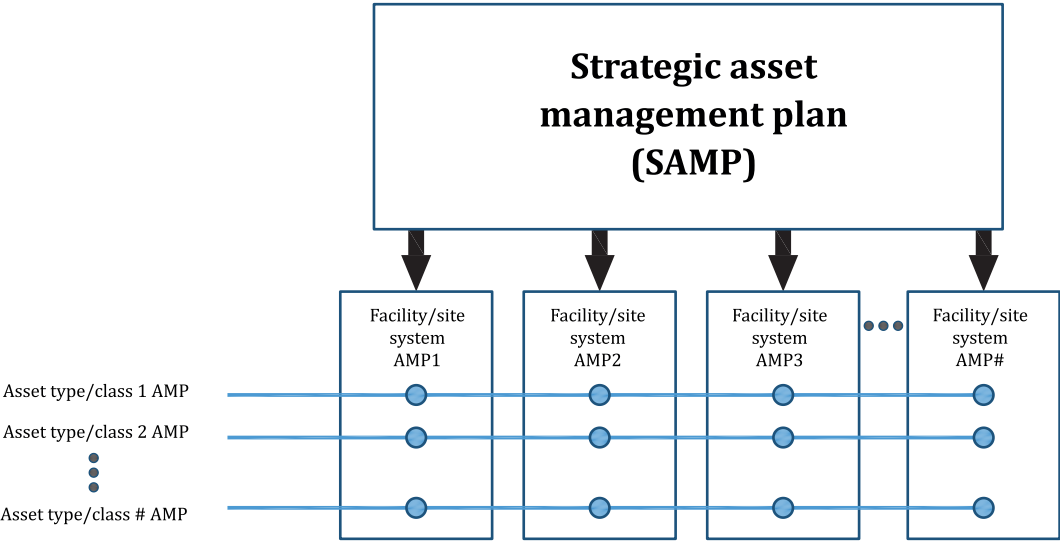 Strategic asset
management plan
(SAMP)
Facility/site
system
AMP1
Facility/site
system
AMP2
Facility/site
system
AMP3
Facility/site
system
AMP#
Asset type/class 1 AMP
Asset type/class 2 AMP
Asset type/class # AMP